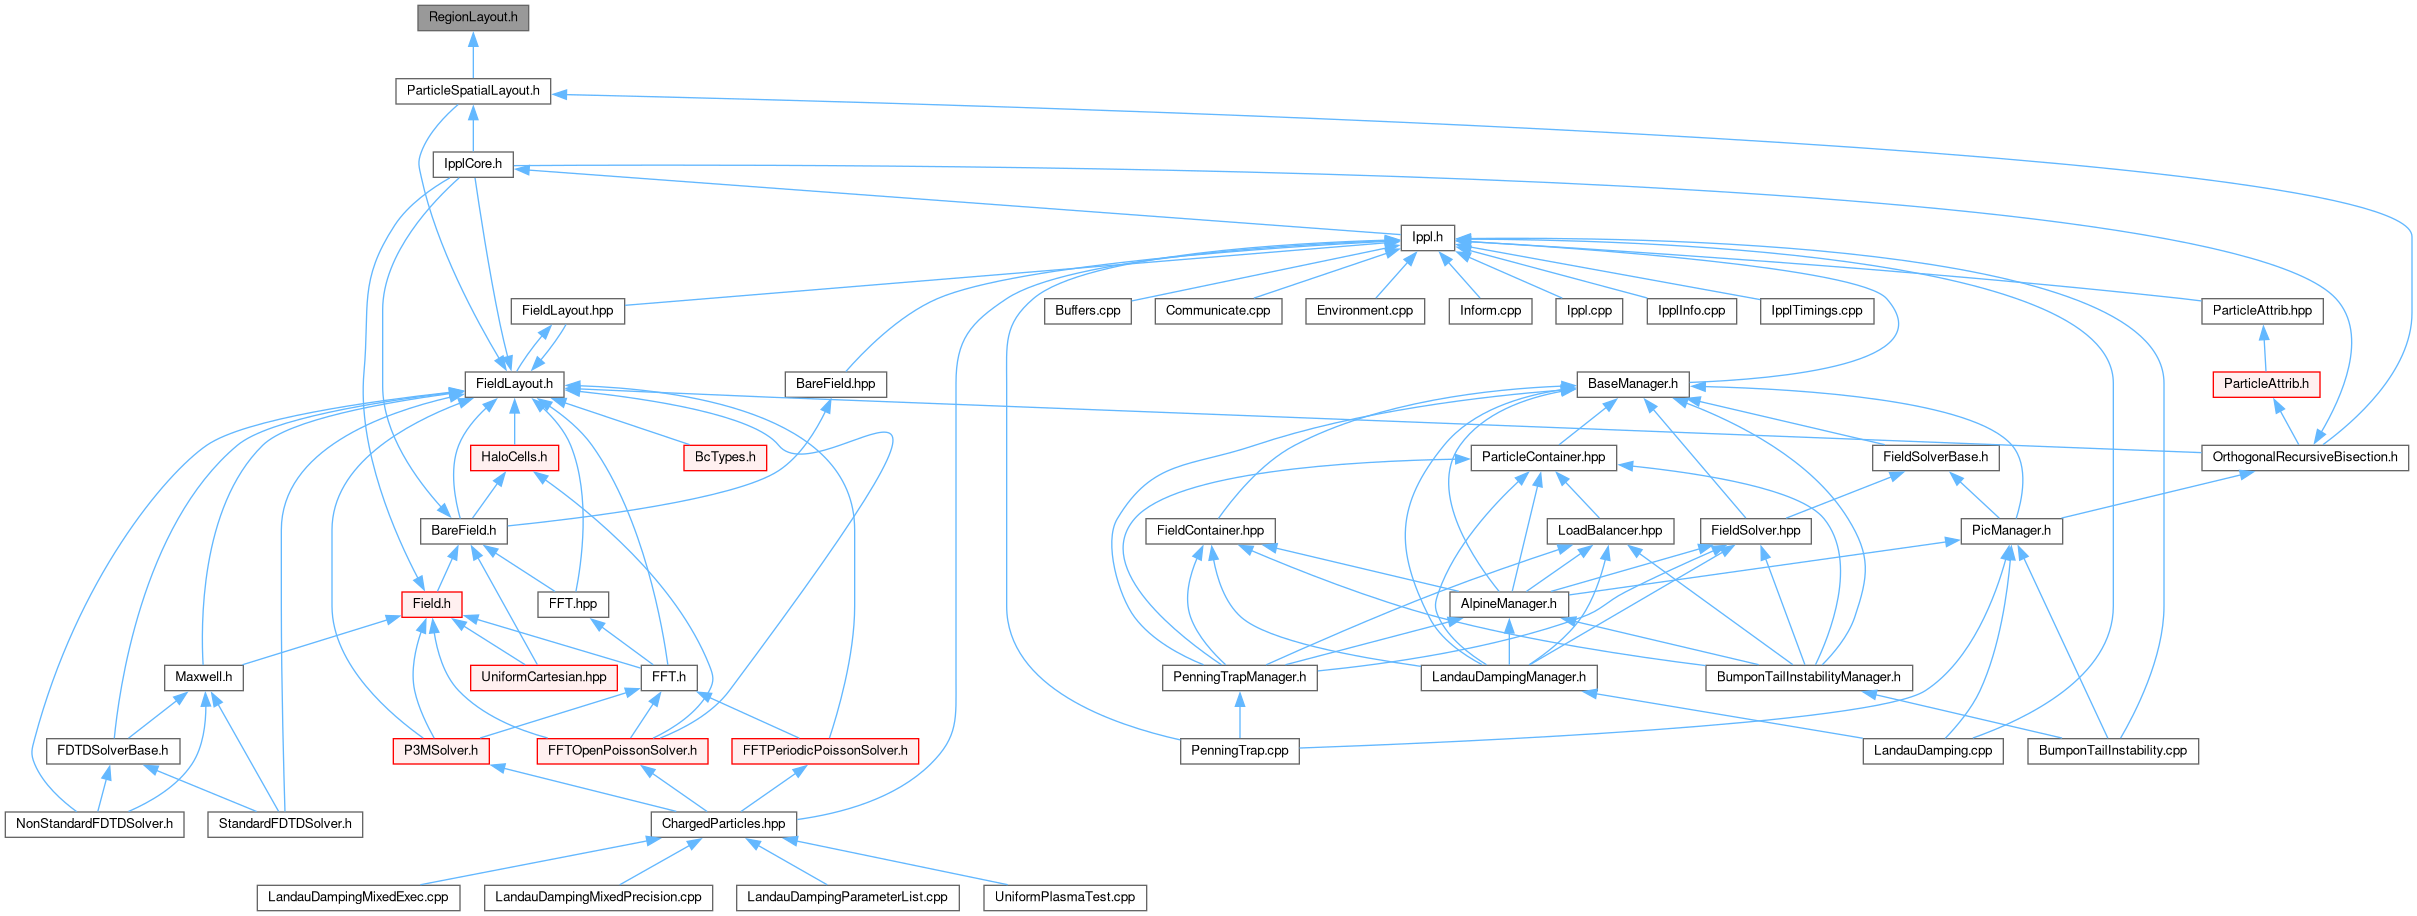 RegionLayout.h
ParticleSpatialLayout.h
IpplCore.h
Ippl.h
FieldLayout.hpp
Buffers.cpp
Communicate.cpp
Environment.cpp
Inform.cpp
Ippl.cpp
IpplInfo.cpp
IpplTimings.cpp
ParticleAttrib.hpp
FieldLayout.h
BareField.hpp
BaseManager.h
ParticleAttrib.h
HaloCells.h
BcTypes.h
ParticleContainer.hpp
FieldSolverBase.h
OrthogonalRecursiveBisection.h
BareField.h
FieldContainer.hpp
LoadBalancer.hpp
FieldSolver.hpp
PicManager.h
Field.h
FFT.hpp
AlpineManager.h
Maxwell.h
UniformCartesian.hpp
FFT.h
PenningTrapManager.h
LandauDampingManager.h
BumponTailInstabilityManager.h
FDTDSolverBase.h
P3MSolver.h
FFTOpenPoissonSolver.h
FFTPeriodicPoissonSolver.h
PenningTrap.cpp
LandauDamping.cpp
BumponTailInstability.cpp
NonStandardFDTDSolver.h
StandardFDTDSolver.h
ChargedParticles.hpp
LandauDampingMixedExec.cpp
LandauDampingMixedPrecision.cpp
LandauDampingParameterList.cpp
UniformPlasmaTest.cpp